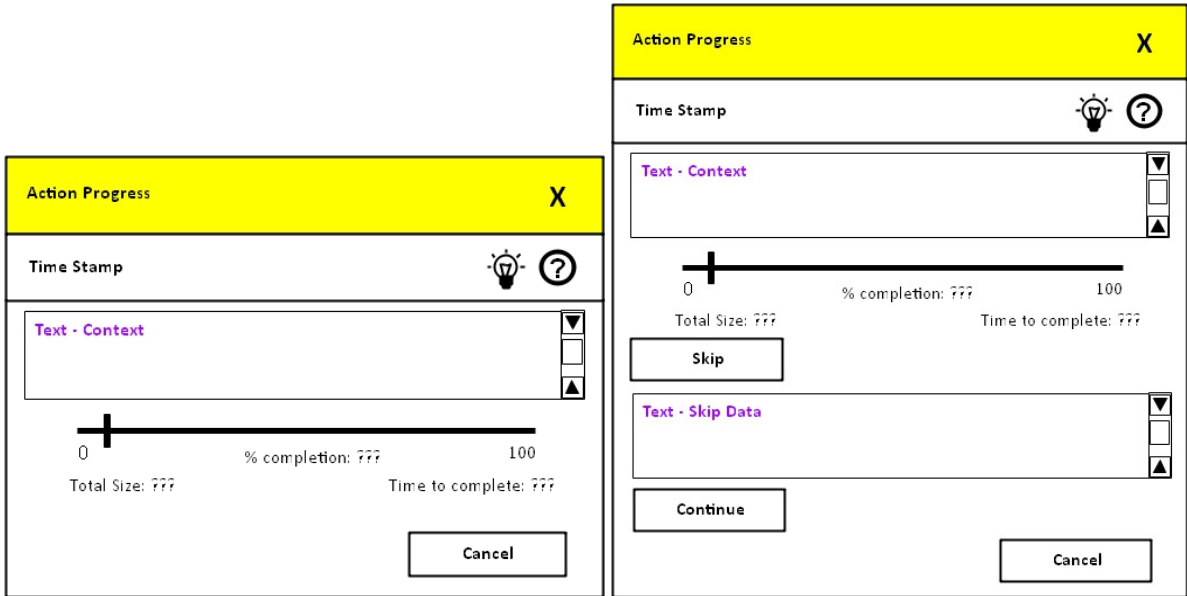 Action Progress
X
Time Stamp
?
Text - Context
0
100
% completion: ???
Total Size: ???
Time to complete: ???
Cancel
Action Progress
X
Time Stamp
?
Text - Context
0
100
% completion: ???
Total Size: ???
Time to complete: ???
Skip
Text - Skip Data
Continue
Cancel